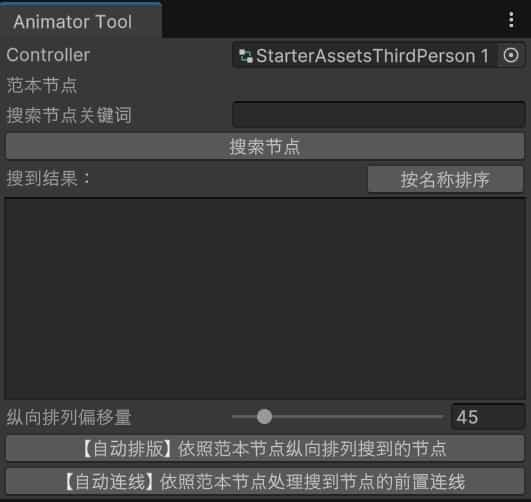 Animator Tool
Controller StarterAssetsThirdPerson 1
范本节点
搜索节点关键词
搜索节点
搜到结果： 按名称排序
纵向排列偏移量 45
【自动排版】依照范本节点纵向排列搜到的节点
【自动连线】依照范本节点处理搜到节点的前置连线